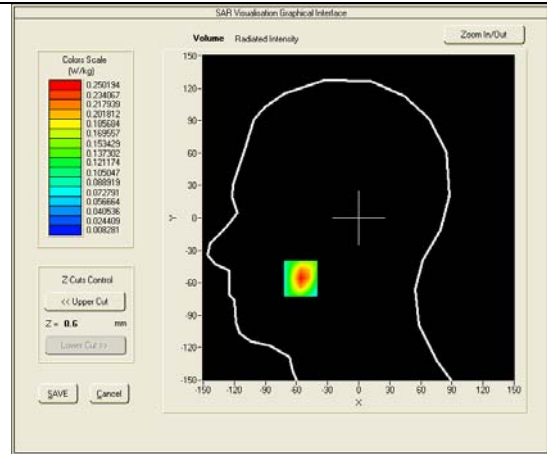 SAR Visualisation Graphical Interface
Volume Radiated Intensity
Zoom In/Out
Colors Scale
(W/kg)
0.250194
0.234067
0.217939
0.201812
0.185684
0.169557
0.153429
0.137302
0.121174
0.105047
0.088919
0.072791
0.056664
0.040536
0.024409
0.008281
Z Cuts Control
<< Upper Cut
Z = 0.6 mm
Lower Cut >>
SAVE Cancel
150-
120-
90-
60-
30-
Y 0-
-30-
-60-
-90-
-120-
-150-
-150 -120 -90 -60 -30 0 30 60 90 120 150
X